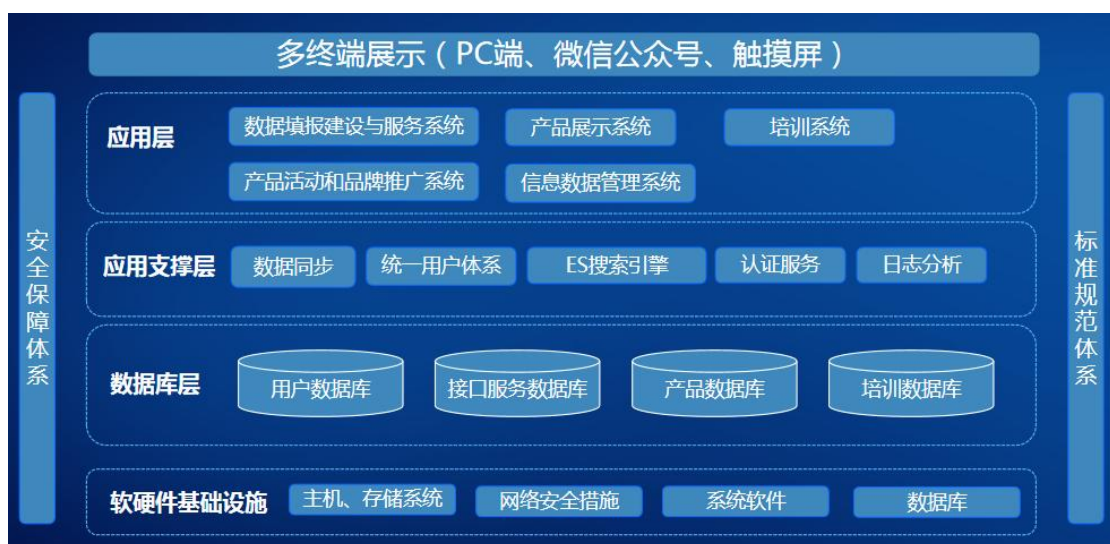 多终端展示（PC端、微信公众号、触摸屏）
安全保障体系
应用层
数据填报建设与服务系统
产品展示系统
培训系统
产品活动和品牌推广系统
信息数据管理系统
应用支撑层
数据同步
统一用户体系
ES搜索引擎
认证服务
日志分析
数据库层
用户数据库
接口服务数据库
产品数据库
培训数据库
软硬件基础设施
主机、存储系统
网络安全措施
系统软件
数据库
标准规范体系